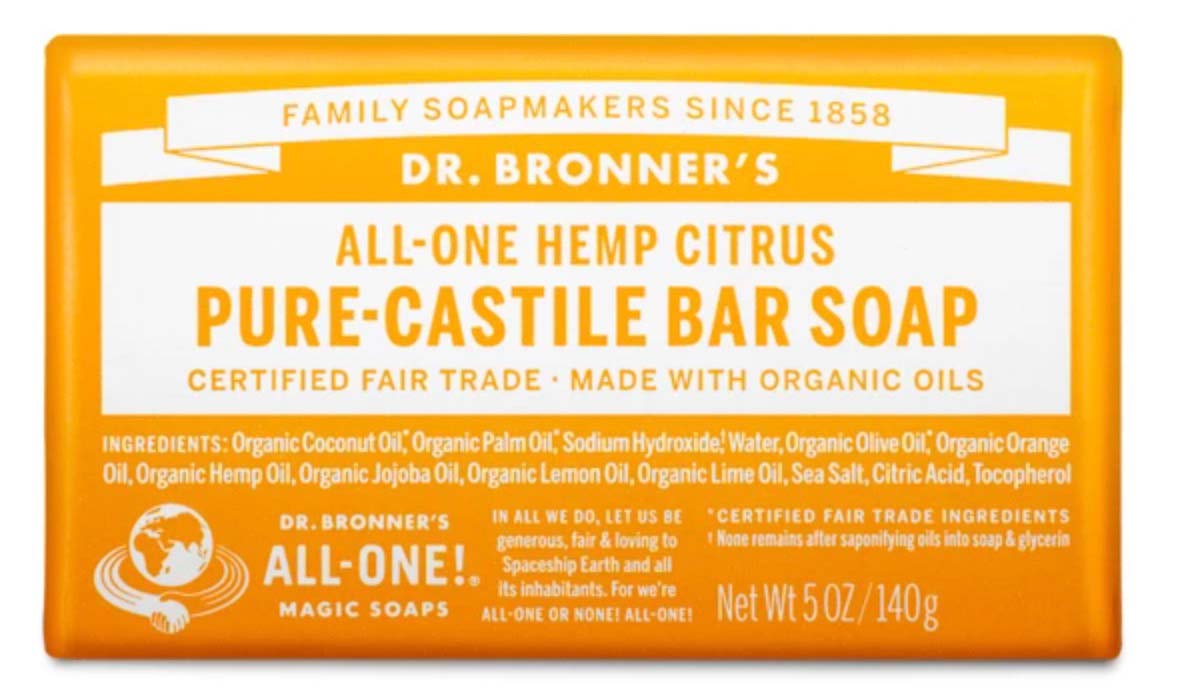 FAMILY SOAPMAKERS SINCE 1858
DR. BRONNER'S
ALL-ONE HEMP CITRUS
PURE-CASTILE BAR SOAP
CERTIFIED FAIR TRADE · MADE WITH ORGANIC OILS
INGREDIENTS: Organic Coconut Oil,* Organic Palm Oil,* Sodium Hydroxide,† Water, Organic Olive Oil,* Organic Orange
Oil, Organic Hemp Oil, Organic Jojoba Oil, Organic Lemon Oil, Organic Lime Oil, Sea Salt, Citric Acid, Tocopherol
DR. BRONNER'S
ALL-ONE!®
MAGIC SOAPS
IN ALL WE DO, LET US BE
generous, fair & loving to
Spaceship Earth and all
its inhabitants. For we're
ALL-ONE OR NONE! ALL-ONE!
*CERTIFIED FAIR TRADE INGREDIENTS
† None remains after saponifying oils into soap & glycerin
Net Wt 5 OZ/140g